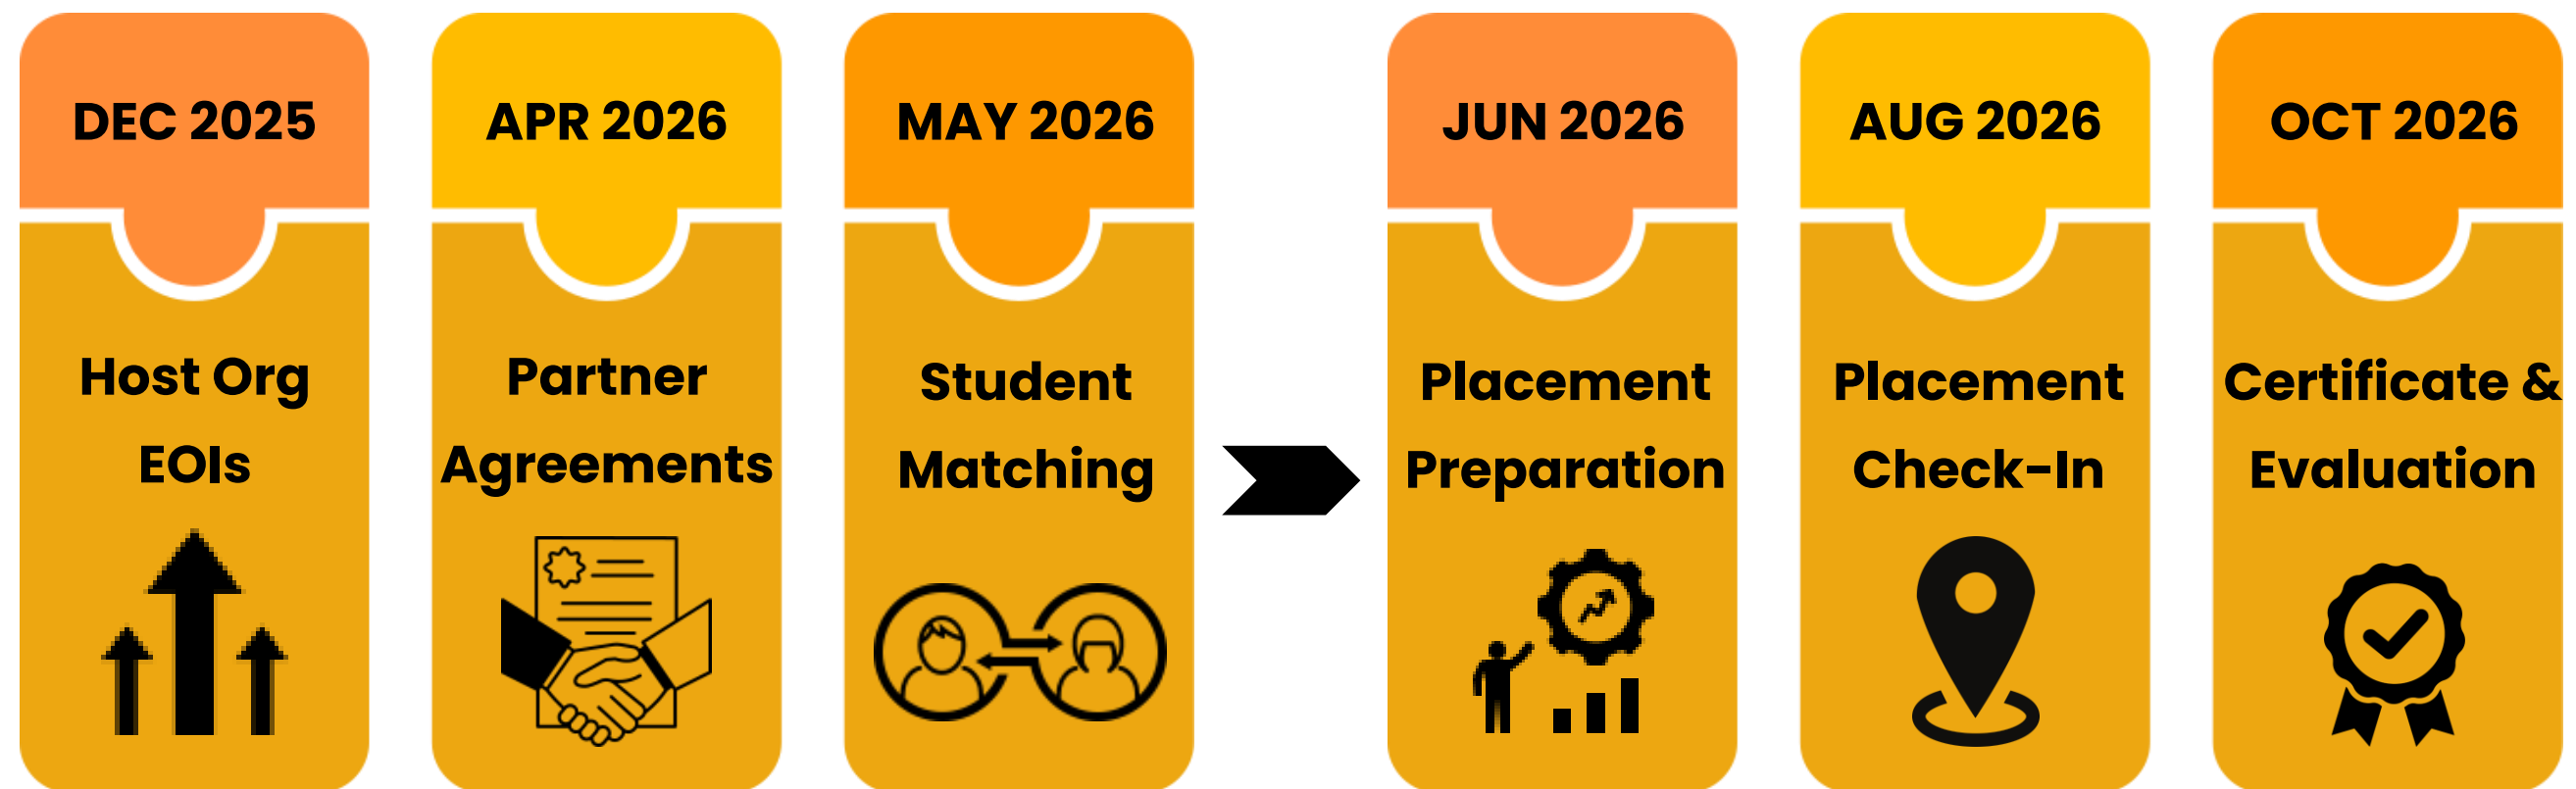 DEC 2025
Host Org
EOIs
APR 2026
Partner
Agreements
MAY 2026
Student
Matching
JUN 2026
Placement
Preparation
AUG 2026
Placement
Check-In
OCT 2026
Certificate &
Evaluation